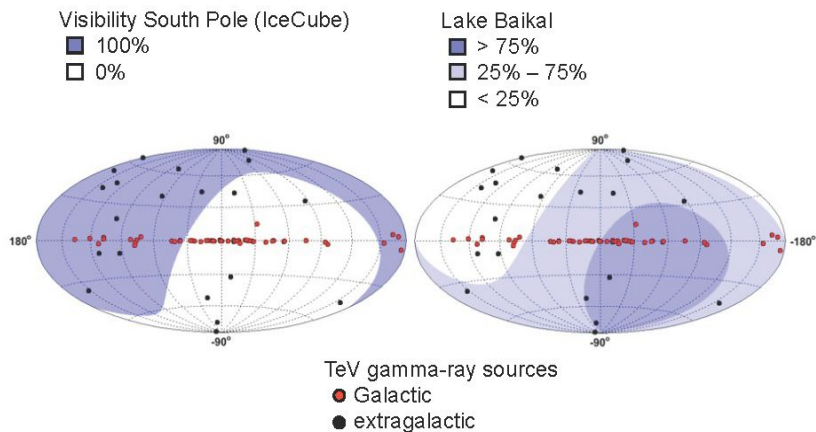 Visibility South Pole (IceCube)
100%
0%
Lake Baikal
> 75%
25% – 75%
< 25%
90°
180°
-90°
90°
-180°
-90°
TeV gamma-ray sources
Galactic
extragalactic